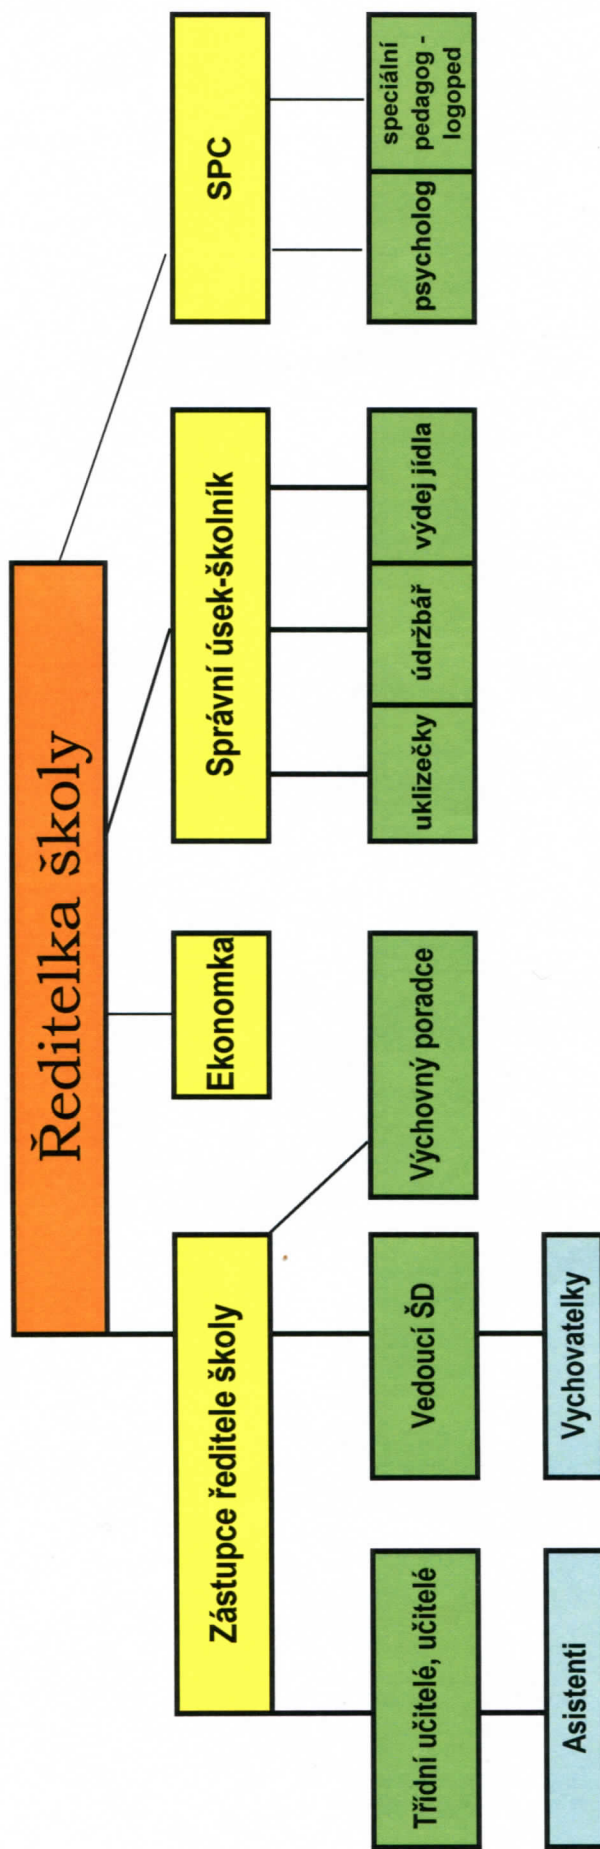 Ředitelka školy
Zástupce ředitele školy
Ekonomka
Správní úsek-školník
SPC
Třídní učitelé, učitelé
Vedoucí ŠD
Výchovný poradce
uklizečky
údržbář
výdej jídla
psycholog
speciální
pedagog -
logoped
Asistenti
Vychovatelky